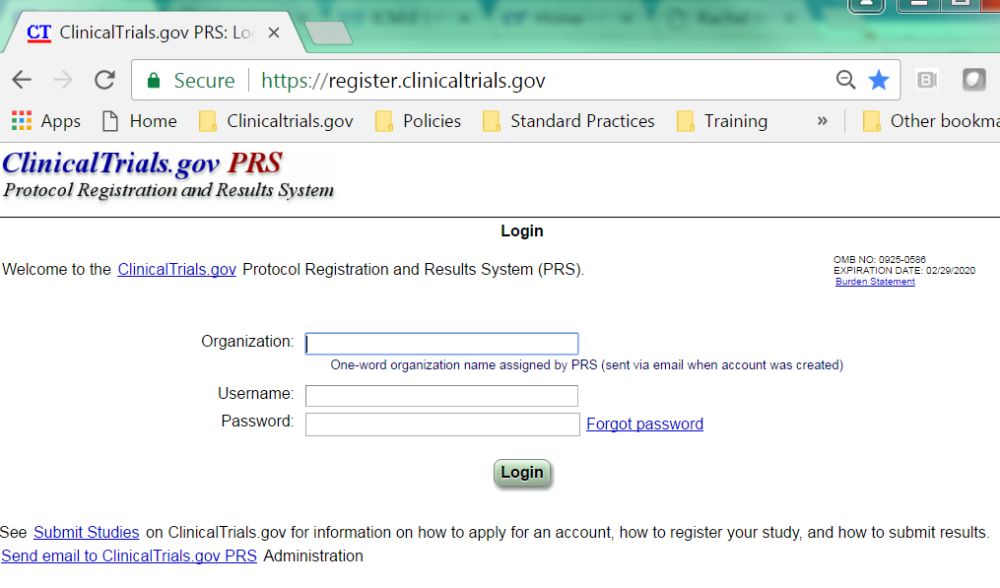 CT ClinicalTrials.gov PRS: Lo
Secure https://register.clinicaltrials.gov
Apps Home Clinicaltrials.gov Policies Standard Practices Training » Other bookma
ClinicalTrials.gov PRS
Protocol Registration and Results System
Login
Welcome to the ClinicalTrials.gov Protocol Registration and Results System (PRS).
OMB NO: 0925-0586
EXPIRATION DATE: 02/29/2020
Burden Statement
Organization:
One-word organization name assigned by PRS (sent via email when account was created)
Username:
Password: Forgot password
Login
See Submit Studies on ClinicalTrials.gov for information on how to apply for an account, how to register your study, and how to submit results.
Send email to ClinicalTrials.gov PRS Administration